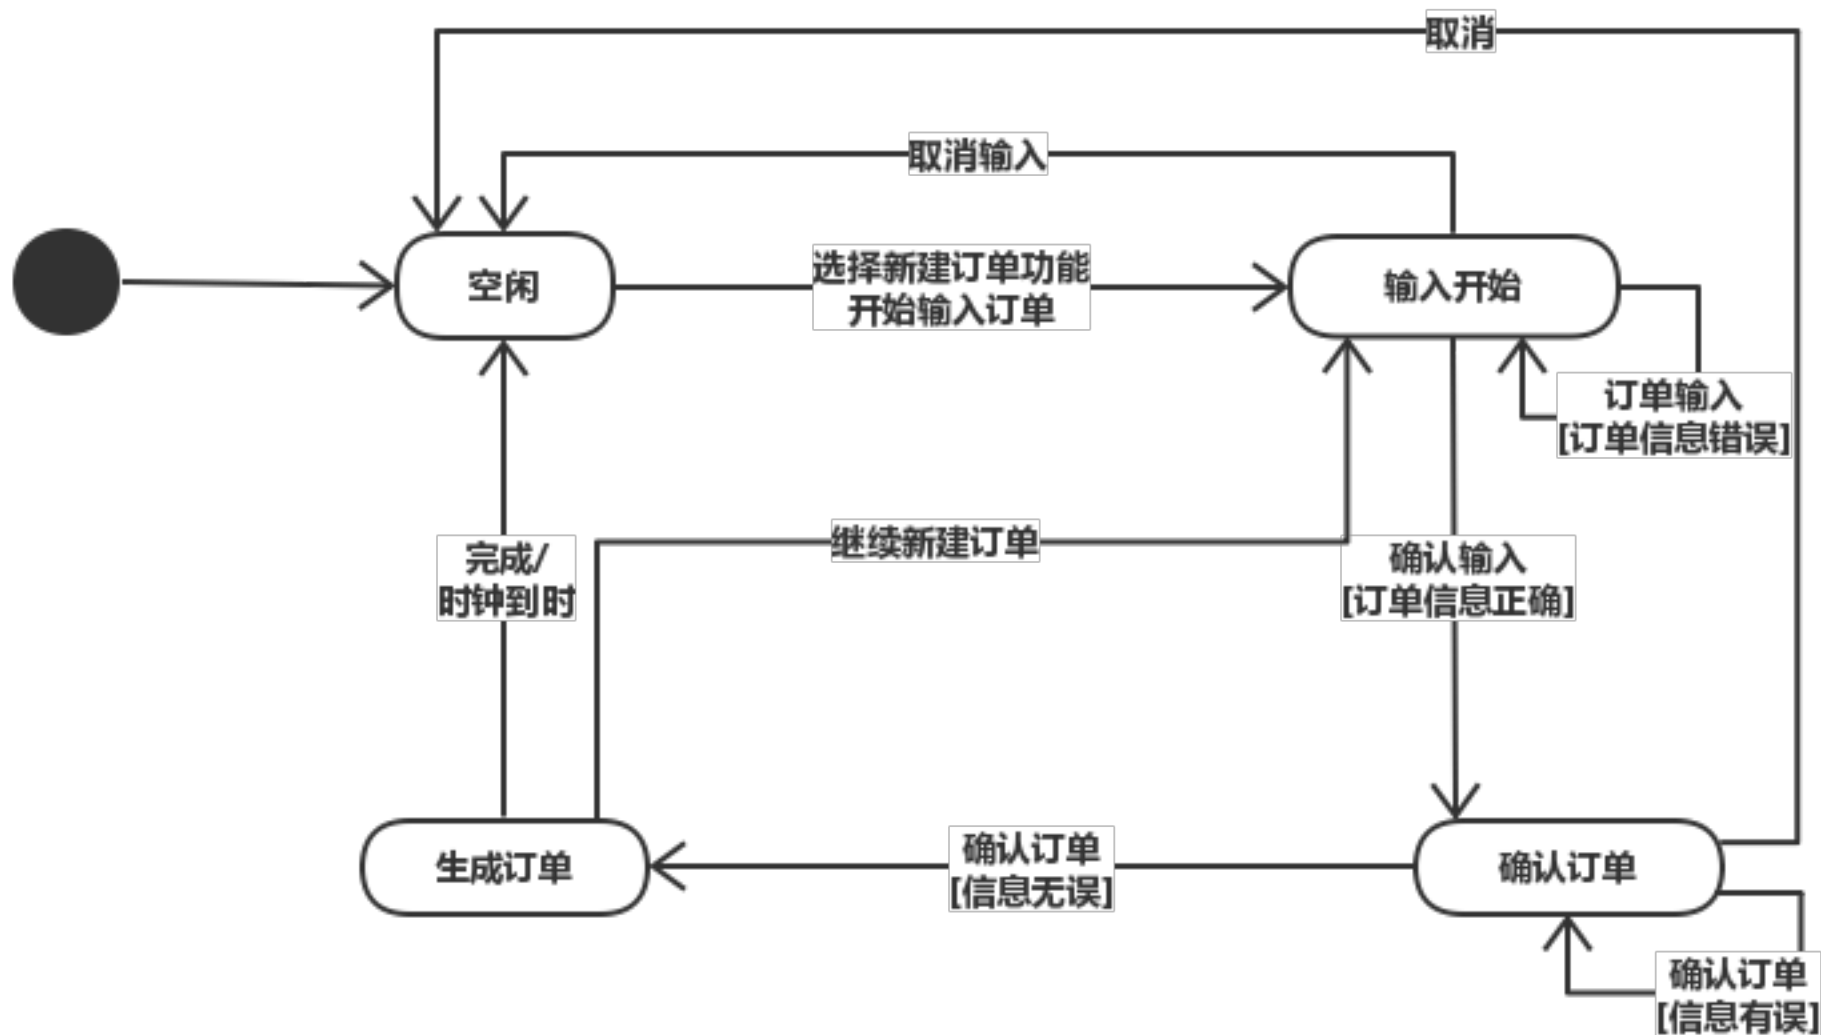 取消
取消输入
空闲
选择新建订单功能
开始输入订单
输入开始
订单输入
[订单信息错误]
继续新建订单
完成/
时钟到时
确认输入
[订单信息正确]
生成订单
确认订单
[信息无误]
确认订单
确认订单
[信息有误]